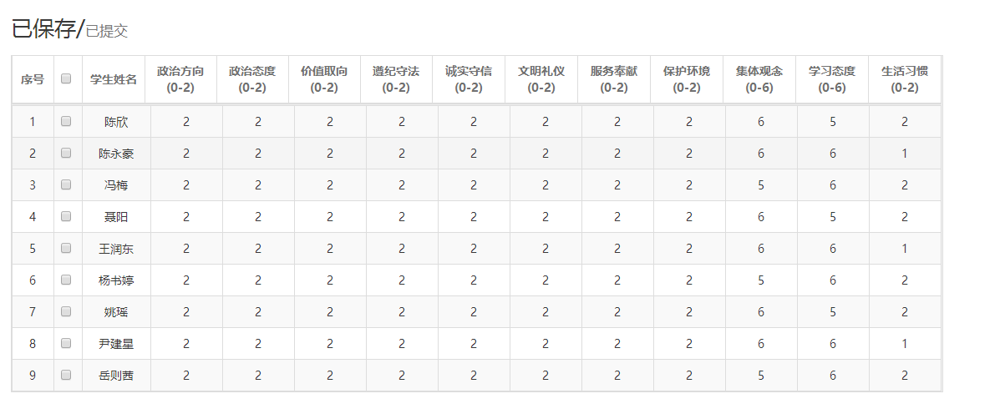 已保存/已提交
序号 学生姓名 政治方向 (0-2) 政治态度 (0-2) 价值取向 (0-2) 遵纪守法 (0-2) 诚实守信 (0-2) 文明礼仪 (0-2) 服务奉献 (0-2) 保护环境 (0-2) 集体观念 (0-6) 学习态度 (0-6) 生活习惯 (0-2)
1 陈欣 2 2 2 2 2 2 2 2 6 5 2
2 陈永豪 2 2 2 2 2 2 2 2 6 6 1
3 冯梅 2 2 2 2 2 2 2 2 5 6 2
4 聂阳 2 2 2 2 2 2 2 2 6 5 2
5 王润东 2 2 2 2 2 2 2 2 6 6 1
6 杨书婷 2 2 2 2 2 2 2 2 5 6 2
7 姚瑶 2 2 2 2 2 2 2 2 6 5 2
8 尹建星 2 2 2 2 2 2 2 2 6 6 1
9 岳则茜 2 2 2 2 2 2 2 2 5 6 2